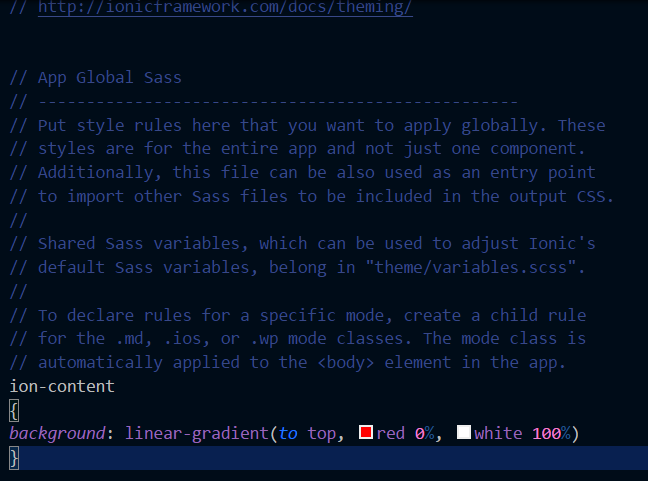 // http://ionicframework.com/docs/theming/
// App Global Sass
// --------------------------------------------------
// Put style rules here that you want to apply globally. These
// styles are for the entire app and not just one component.
// Additionally, this file can be also used as an entry point
// to import other Sass files to be included in the output CSS.
//
// Shared Sass variables, which can be used to adjust Ionic's
// default Sass variables, belong in "theme/variables.scss".
//
// To declare rules for a specific mode, create a child rule
// for the .md, .ios, or .wp mode classes. The mode class is
// automatically applied to the <body> element in the app.
ion-content
{
background: linear-gradient(to top, red 0%, white 100%)
}